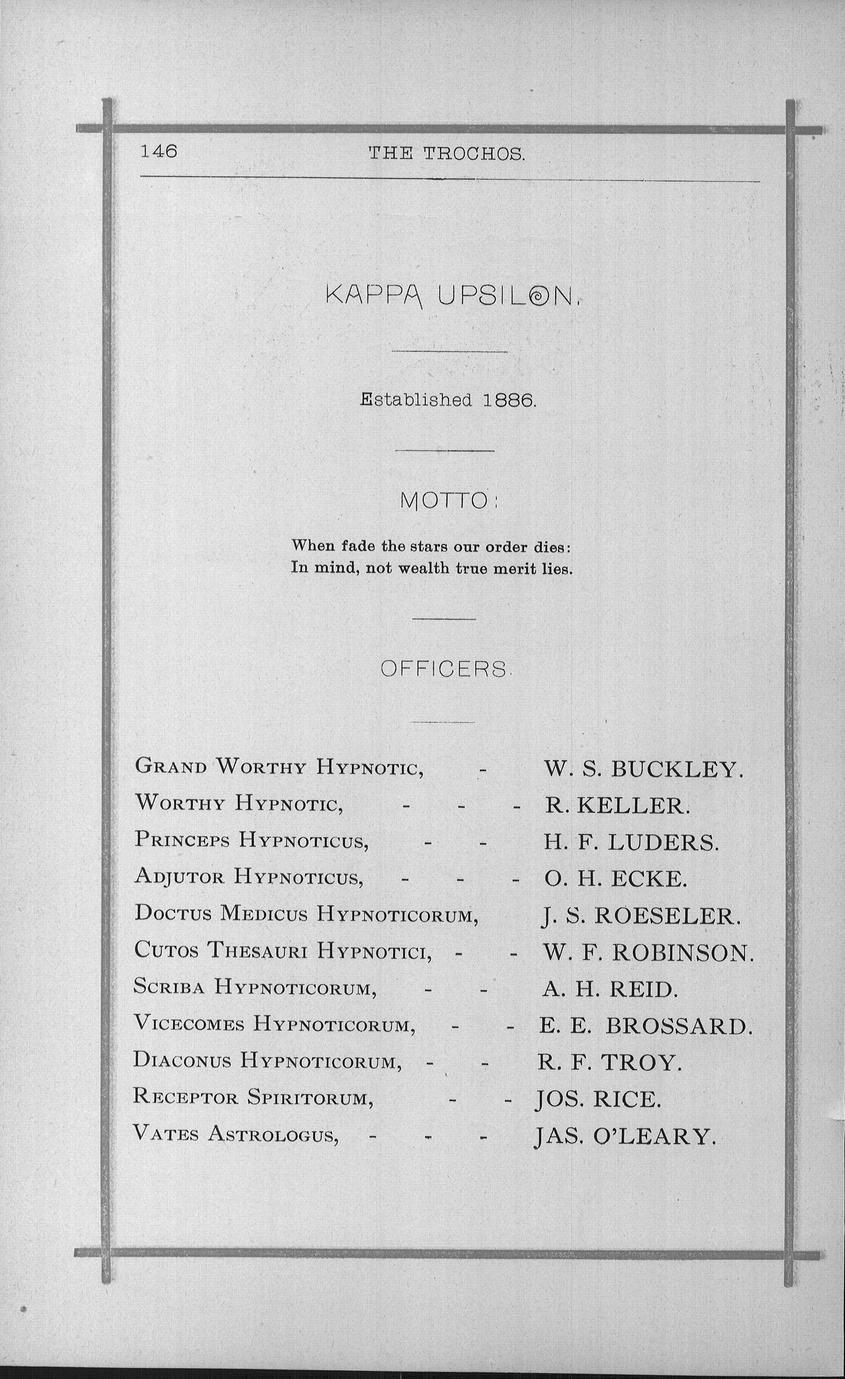 146 THE TROCHOS.
KAPPA UPSILON.
Established 1886.
MOTTO:
When fade the stars our order dies:
In mind, not wealth true merit lies.
OFFICERS.
GRAND WORTHY HYPNOTIC, - W. S. BUCKLEY.
WORTHY HYPNOTIC, - - - R. KELLER.
PRINCEPS HYPNOTICUS, - - H. F. LUDERS.
ADJUTOR HYPNOTICUS, - - - O. H. ECKE.
DOCTUS MEDICUS HYPNOTICORUM, J. S. ROESELER.
CUTOS THESAURI HYPNOTICI, - - W. F. ROBINSON.
SCRIBA HYPNOTICORUM, - - A. H. REID.
VICECOMES HYPNOTICORUM, - - E. E. BROSSARD.
DIACONUS HYPNOTICORUM, - - R. F. TROY.
RECEPTOR SPIRITORUM, - - JOS. RICE.
VATES ASTROLOGUS, - - - JAS. O'LEARY.